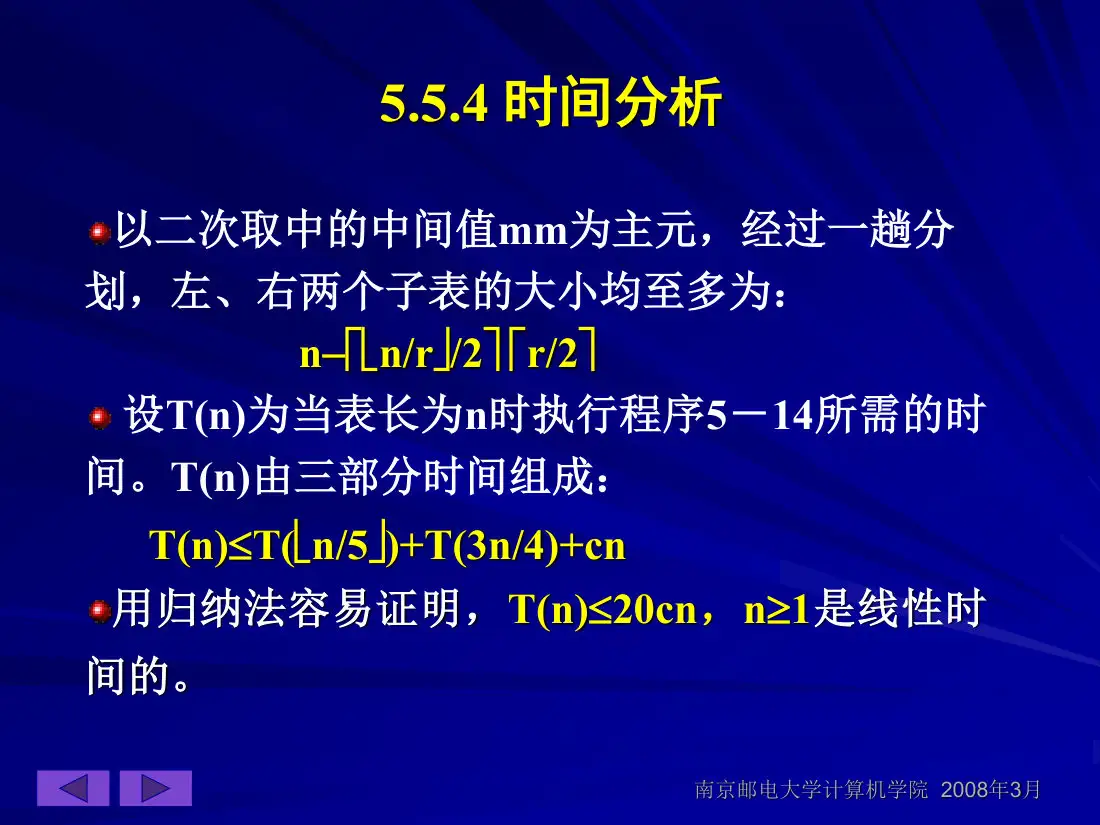 5.5.4 时间分析
以二次取中的中间值mm为主元，经过一趟分
划，左、右两个子表的大小均至多为：
n–⌈⌊n/r⌋/2⌉⌈r/2⌉
设T(n)为当表长为n时执行程序5－14所需的时
间。T(n)由三部分时间组成：
T(n)≤T(⌊n/5⌋)+T(3n/4)+cn
用归纳法容易证明，T(n)≤20cn，n≥1是线性时
间的。
南京邮电大学计算机学院 2008年3月